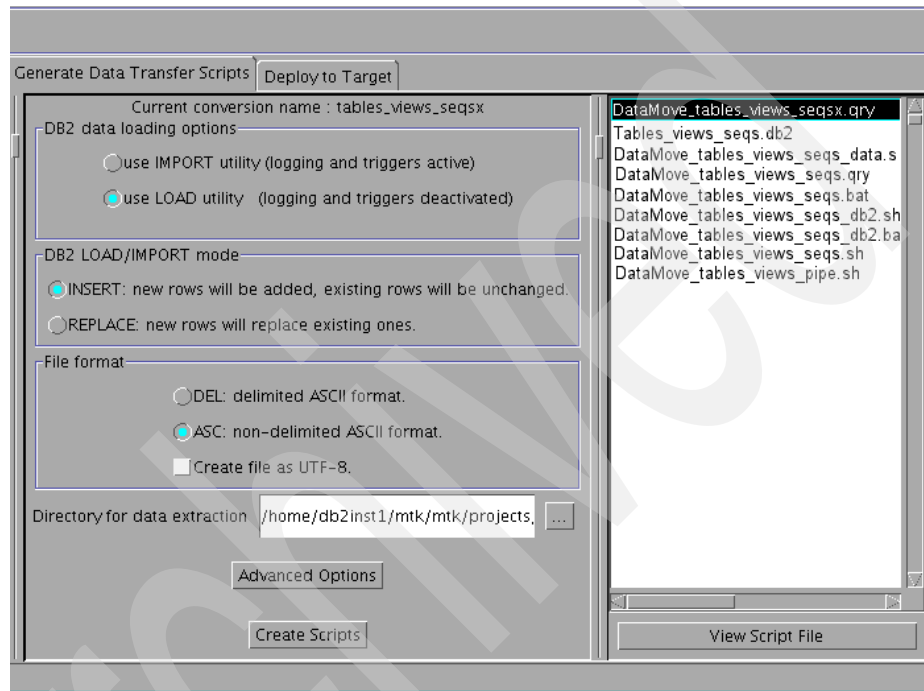 Generate Data Transfer Scripts
Deploy to Target
Current conversion name : tables_views_seqsx
DB2 data loading options
use IMPORT utility (logging and triggers active)
use LOAD utility (logging and triggers deactivated)
DB2 LOAD/IMPORT mode
INSERT: new rows will be added, existing rows will be unchanged.
REPLACE: new rows will replace existing ones.
File format
DEL: delimited ASCII format.
ASC: non-delimited ASCII format.
Create file as UTF-8.
Directory for data extraction /home/db2inst1/mtk/mtk/projects, ...
Advanced Options
Create Scripts
DataMove_tables_views_seqsx.qry
Tables_views_seqs.db2
DataMove_tables_views_seqs_data.s
DataMove_tables_views_seqs.qry
DataMove_tables_views_seqs.bat
DataMove_tables_views_seqs_db2.sh
DataMove_tables_views_seqs_db2.ba
DataMove_tables_views_seqs.sh
DataMove_tables_views_pipe.sh
View Script File